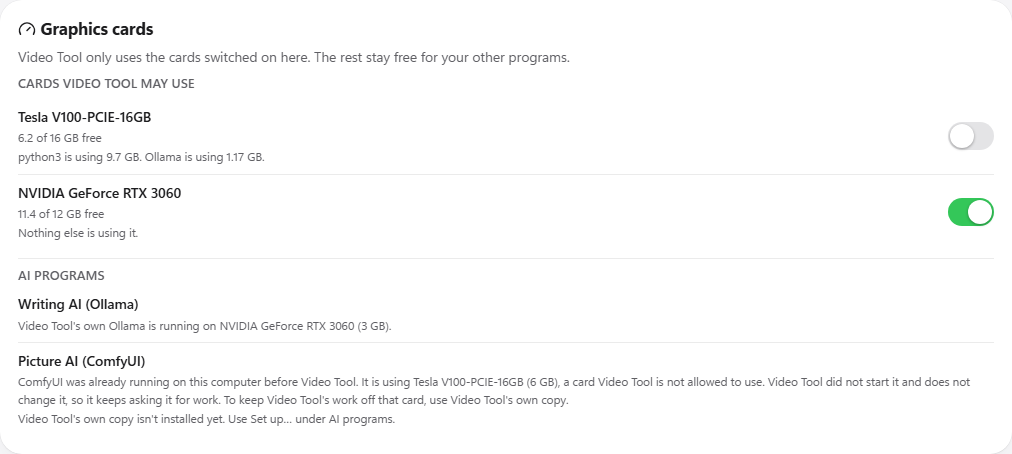 Graphics cards
Video Tool only uses the cards switched on here. The rest stay free for your other programs.
CARDS VIDEO TOOL MAY USE
Tesla V100-PCIE-16GB
6.2 of 16 GB free
python3 is using 9.7 GB. Ollama is using 1.17 GB.
NVIDIA GeForce RTX 3060
11.4 of 12 GB free
Nothing else is using it.
AI PROGRAMS
Writing AI (Ollama)
Video Tool's own Ollama is running on NVIDIA GeForce RTX 3060 (3 GB).
Picture AI (ComfyUI)
ComfyUI was already running on this computer before Video Tool. It is using Tesla V100-PCIE-16GB (6 GB), a card Video Tool is not allowed to use. Video Tool did not start it and does not
change it, so it keeps asking it for work. To keep Video Tool's work off that card, use Video Tool's own copy.
Video Tool's own copy isn't installed yet. Use Set up... under AI programs.